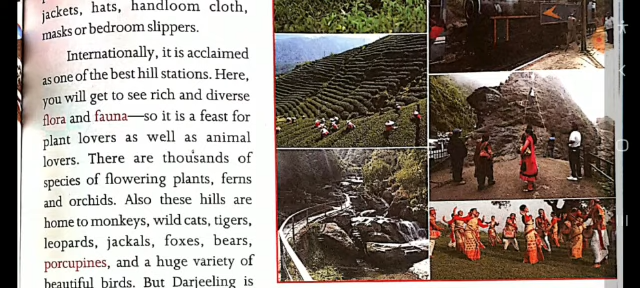 jackets, hats, handloom cloth,
masks or bedroom slippers.
Internationally, it is acclaimed
as one of the best hill stations. Here,
you will get to see rich and diverse
flora and fauna—so it is a feast for
plant lovers as well as animal
lovers. There are thousands of
species of flowering plants, ferns
and orchids. Also these hills are
home to monkeys, wild cats, tigers,
leopards, jackals, foxes, bears,
porcupines, and a huge variety of
beautiful birds. But Darjeeling is